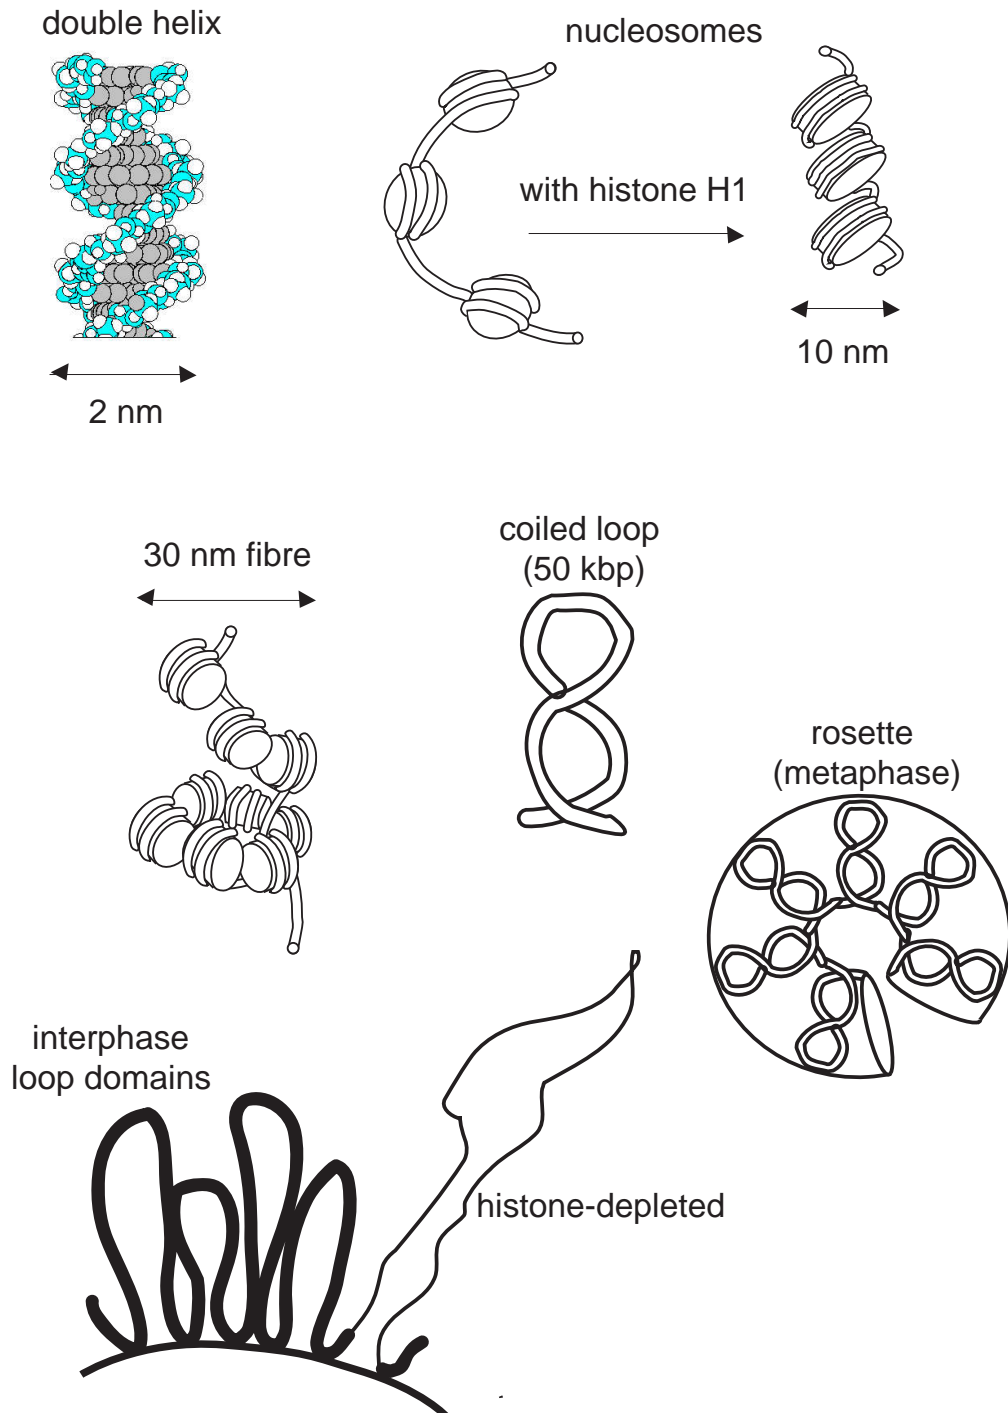 double helix
nucleosomes
with histone H1
10 nm
2 nm
30 nm fibre
coiled loop
(50 kbp)
rosette
(metaphase)
interphase
loop domains
histone-depleted